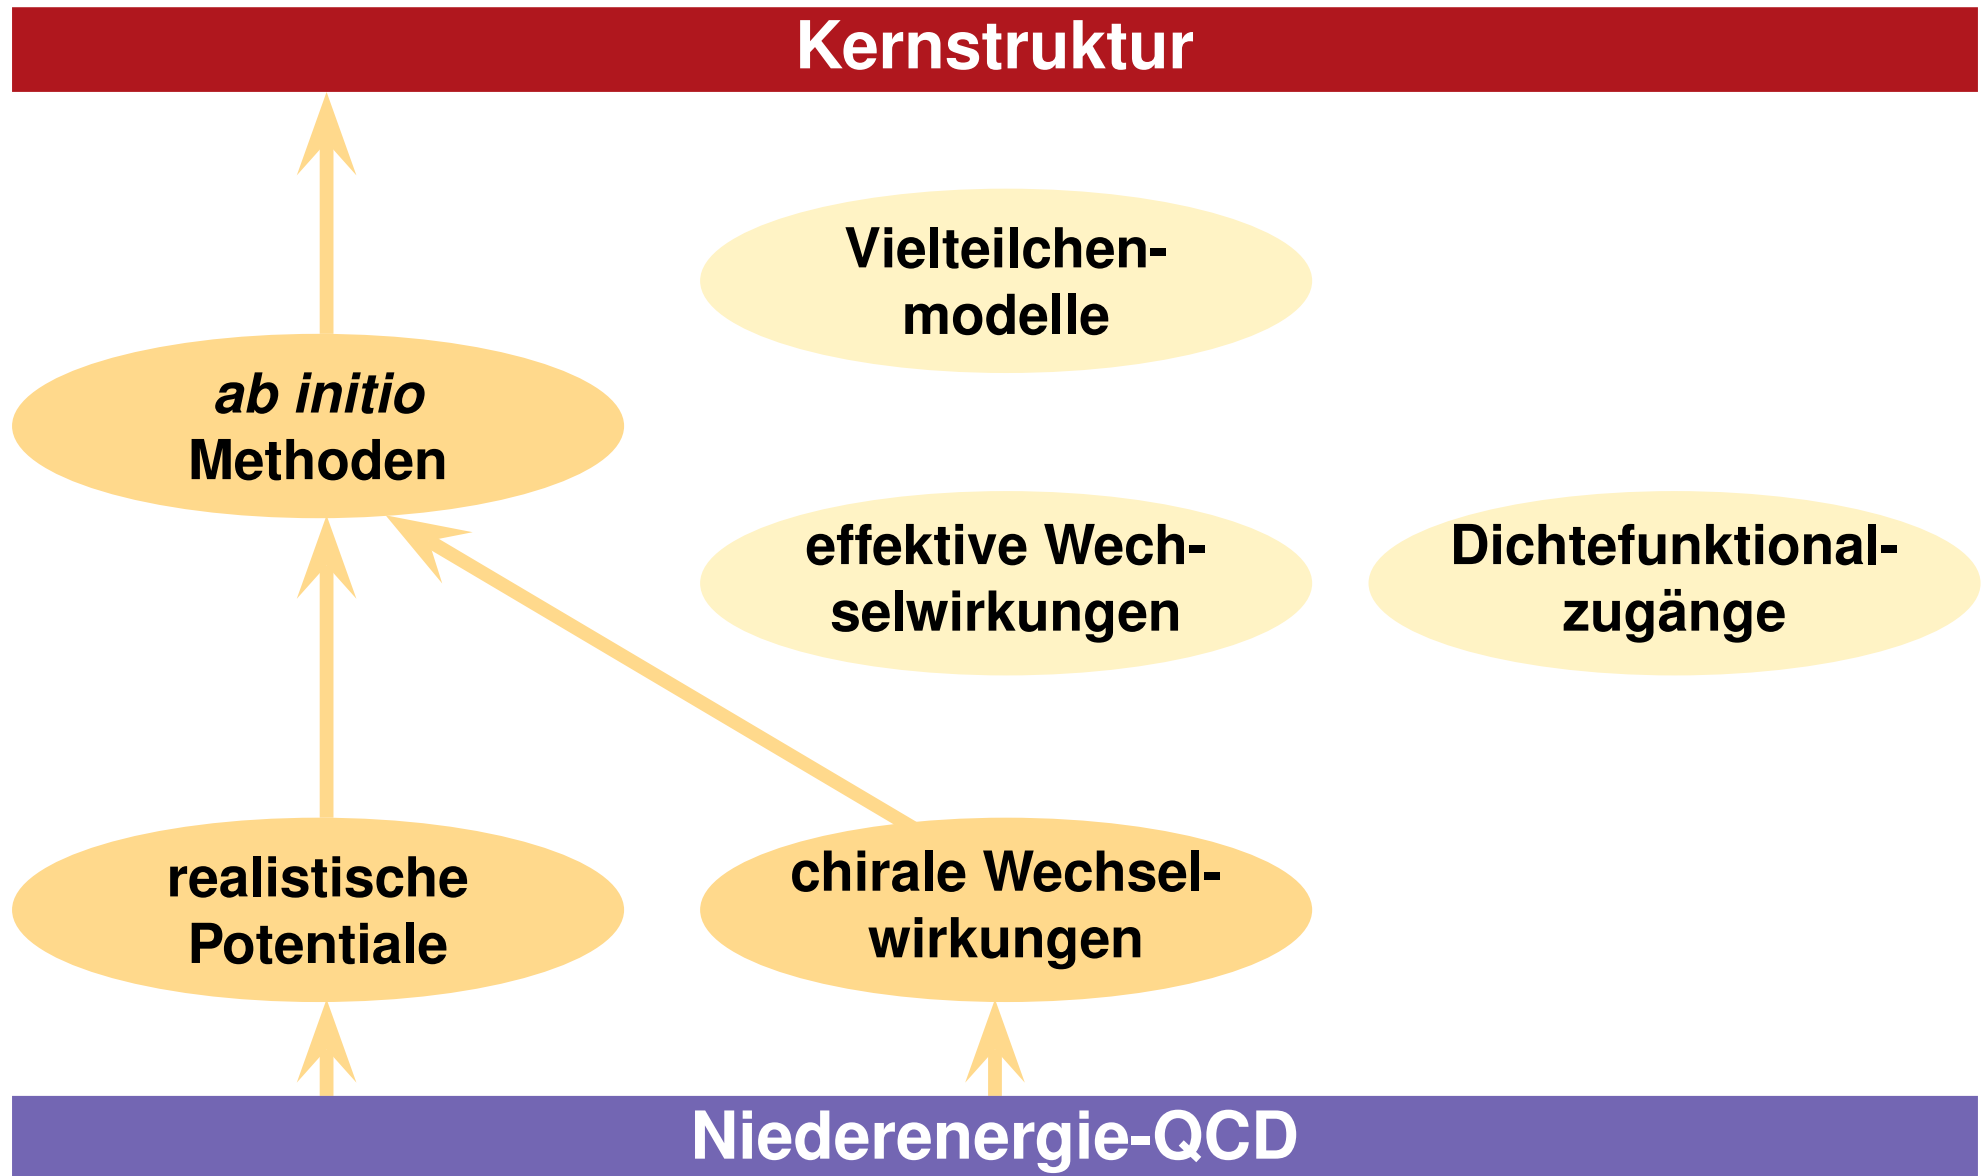 Kernstruktur
Vielteilchen-
modelle
ab initio
Methoden
effektive Wech-
selwirkungen
Dichtefunktional-
zugänge
realistische
Potentiale
chirale Wechsel-
wirkungen
Niederenergie-QCD